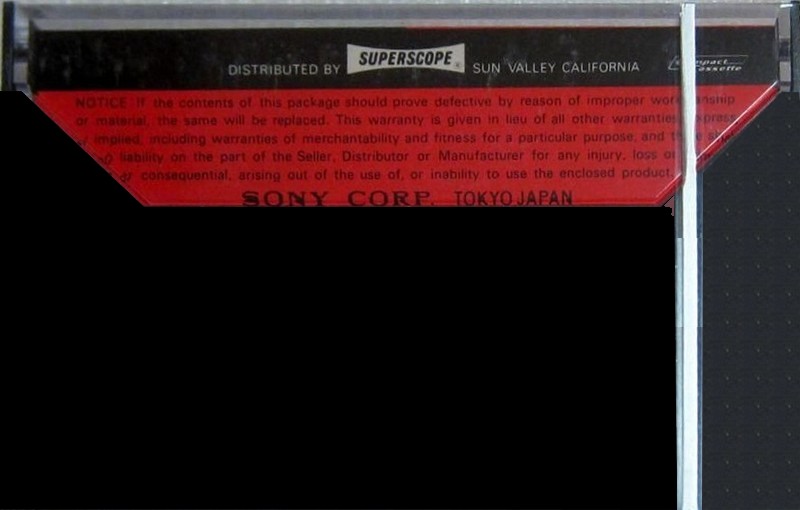 DISTRIBUTED BY SUPERSCOPE® SUN VALLEY CALIFORNIA
compact cassette
NOTICE: If the contents of this package should prove defective by reason of improper
or material, the same will be replaced. This warranty is given in lieu of all other warranties
implied, including warranties of merchantability and fitness for a particular purpose, and
liability on the part of the Seller, Distributor or Manufacturer for any injury, loss
consequential, arising out of the use of, or inability to use the enclosed product.
SONY CORP. TOKYO JAPAN